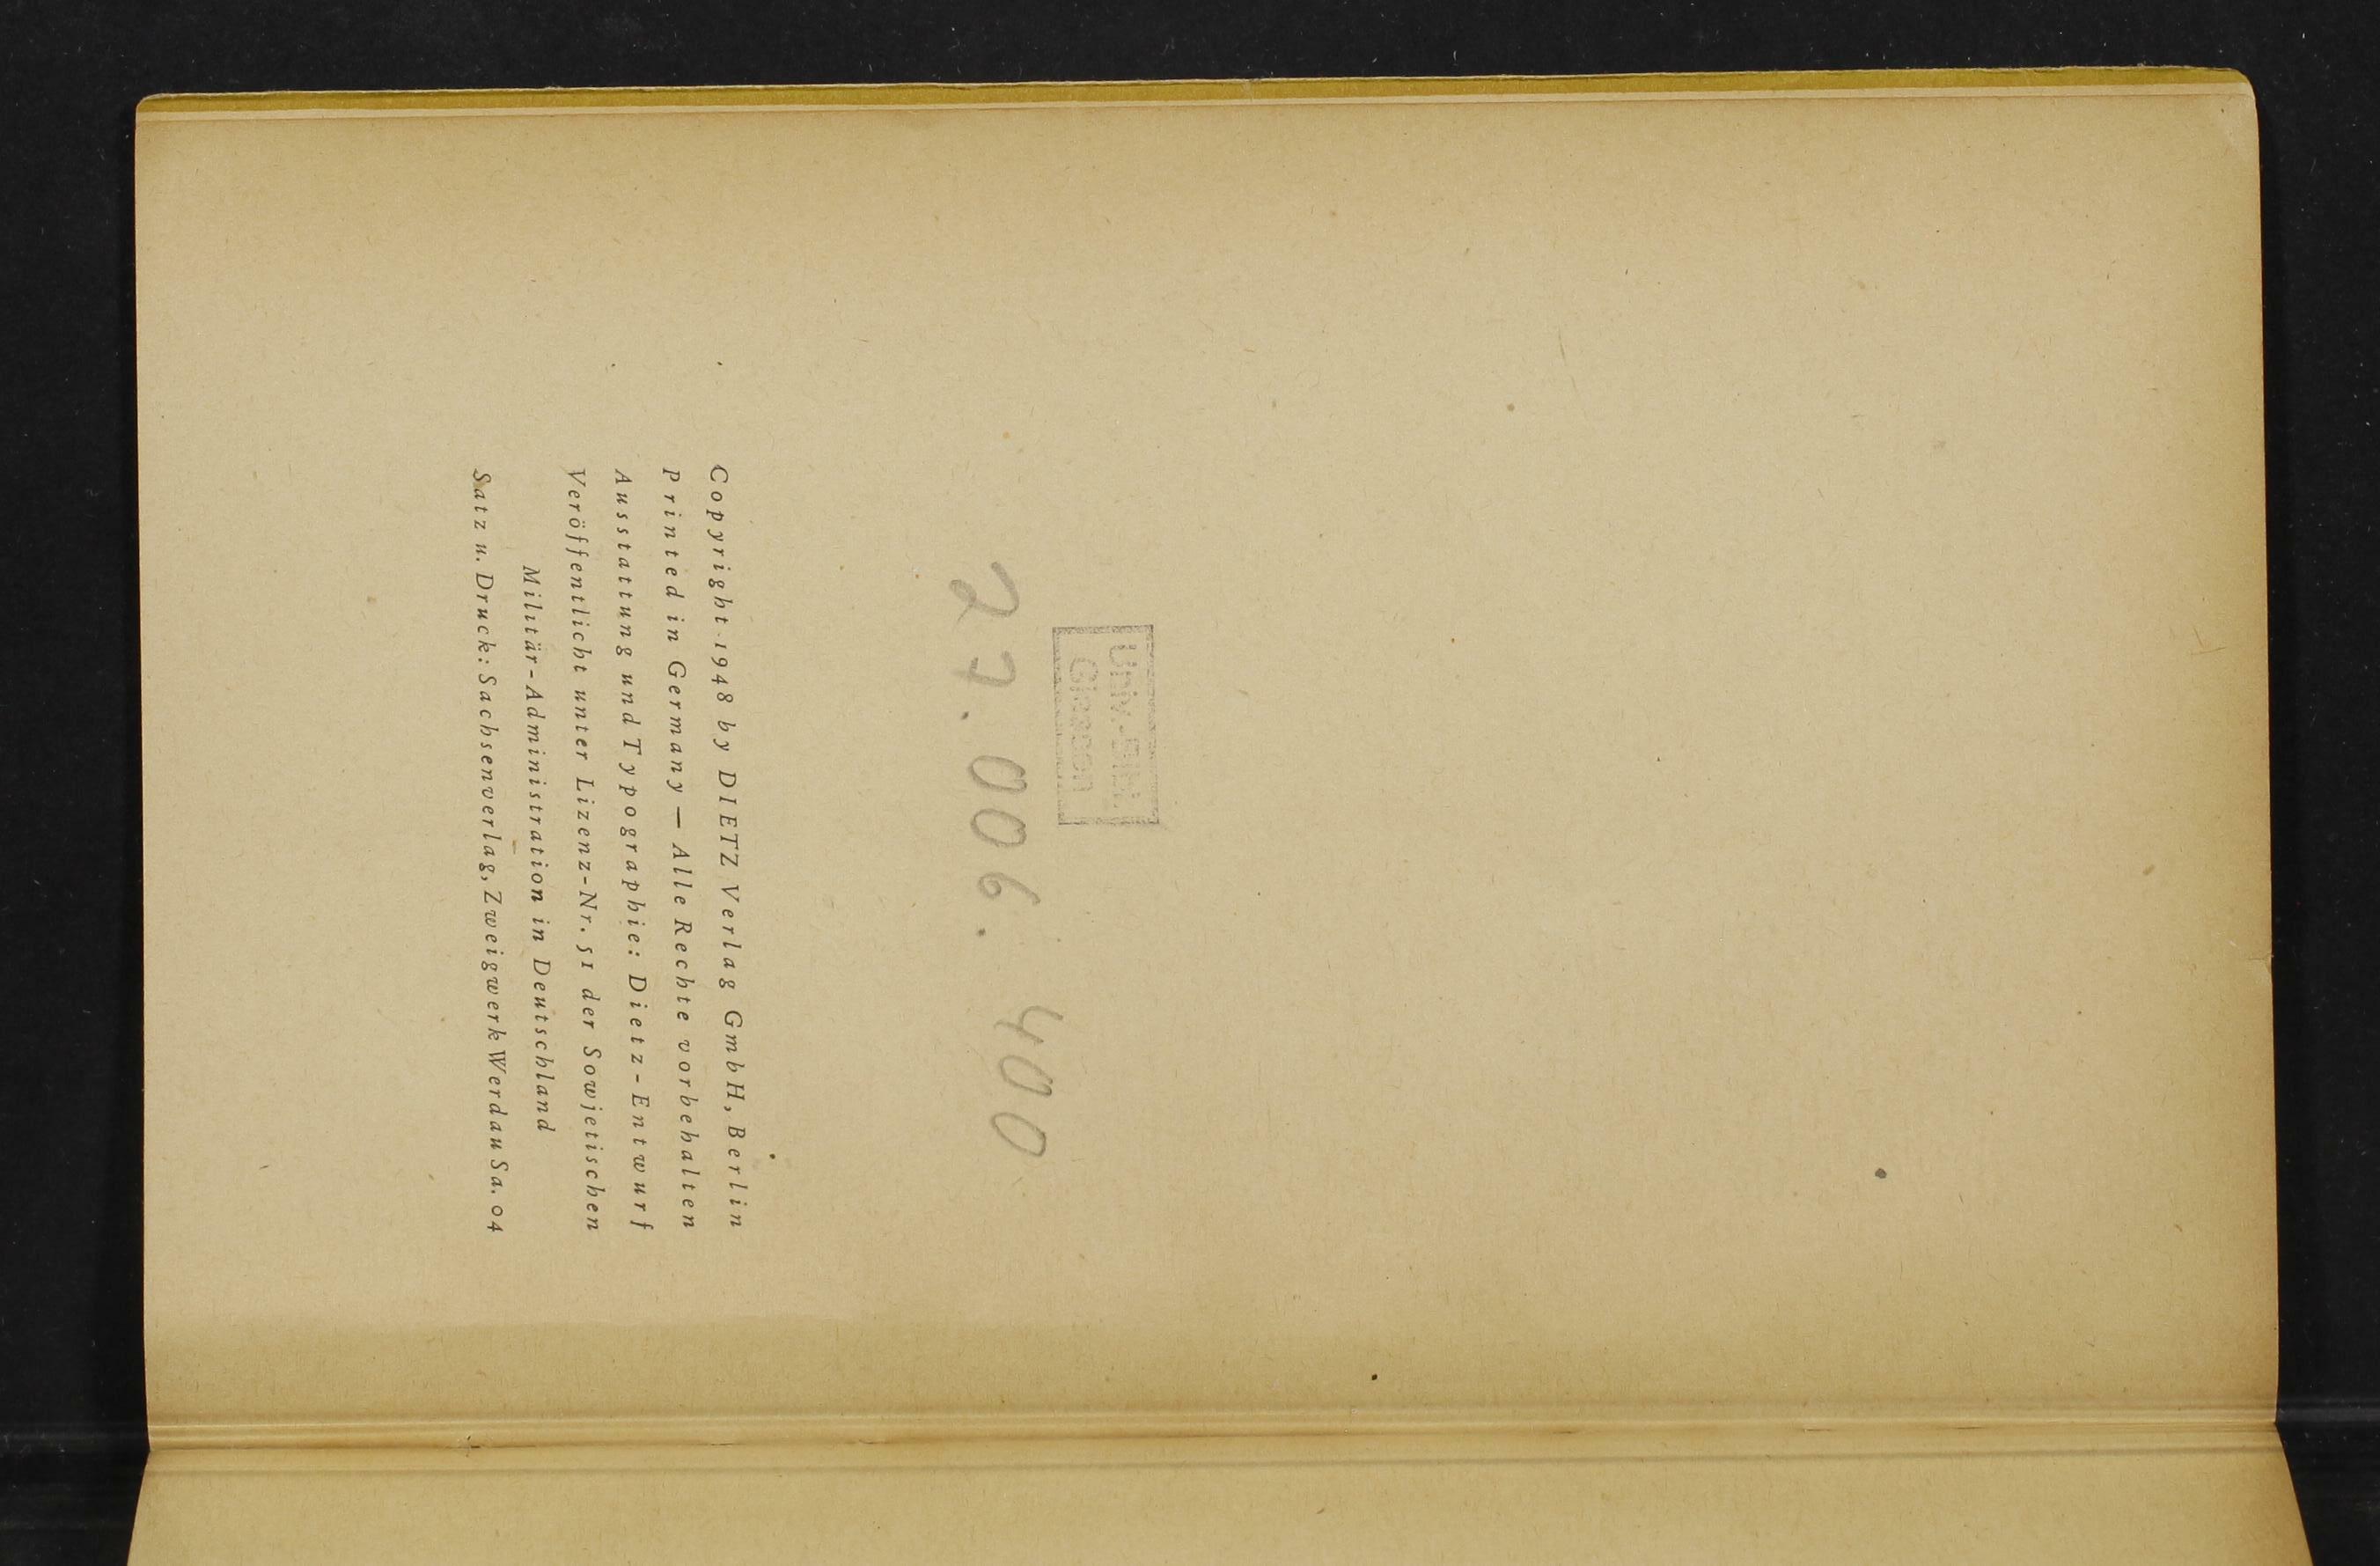 Univ.-Bibl.
Giessen
27.006.400
Copyright 1948 by DIETZ Verlag GmbH, Berlin
Printed in Germany — Alle Rechte vorbehalten
Ausstattung und Typographie: Dietz-Entwurf
Veröffentlicht unter Lizenz-Nr. 51 der Sowjetischen
Militär-Administration in Deutschland
Satz u. Druck: Sachsenverlag, Zweigwerk Werdau Sa. 04